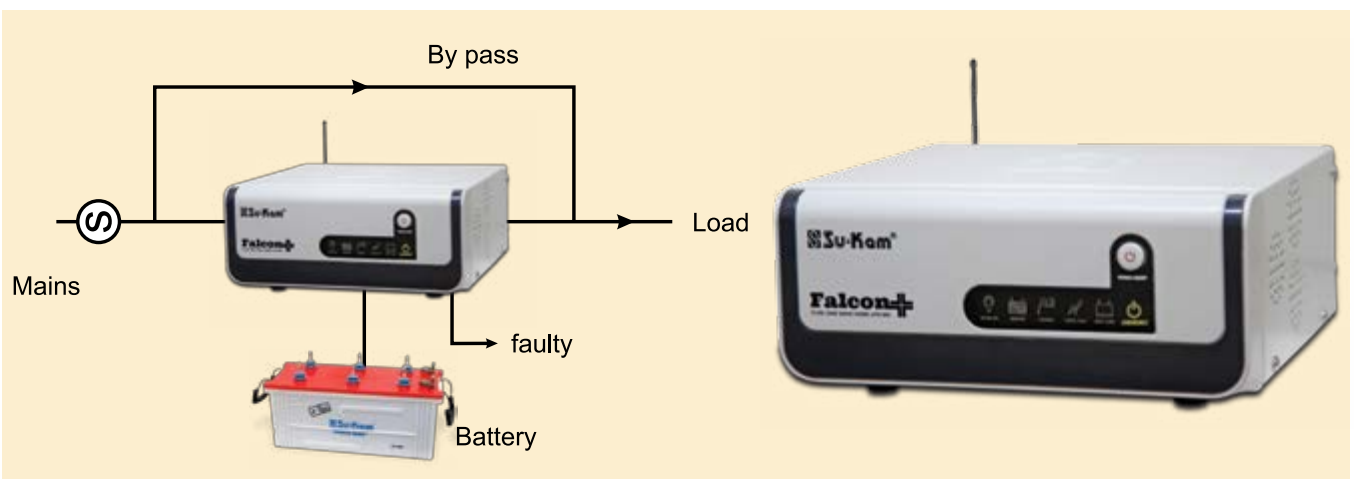 By pass
Su-Kam
Falcon+
Mains
Load
faulty
Su-Kam
Battery
Su-Kam
Falcon+